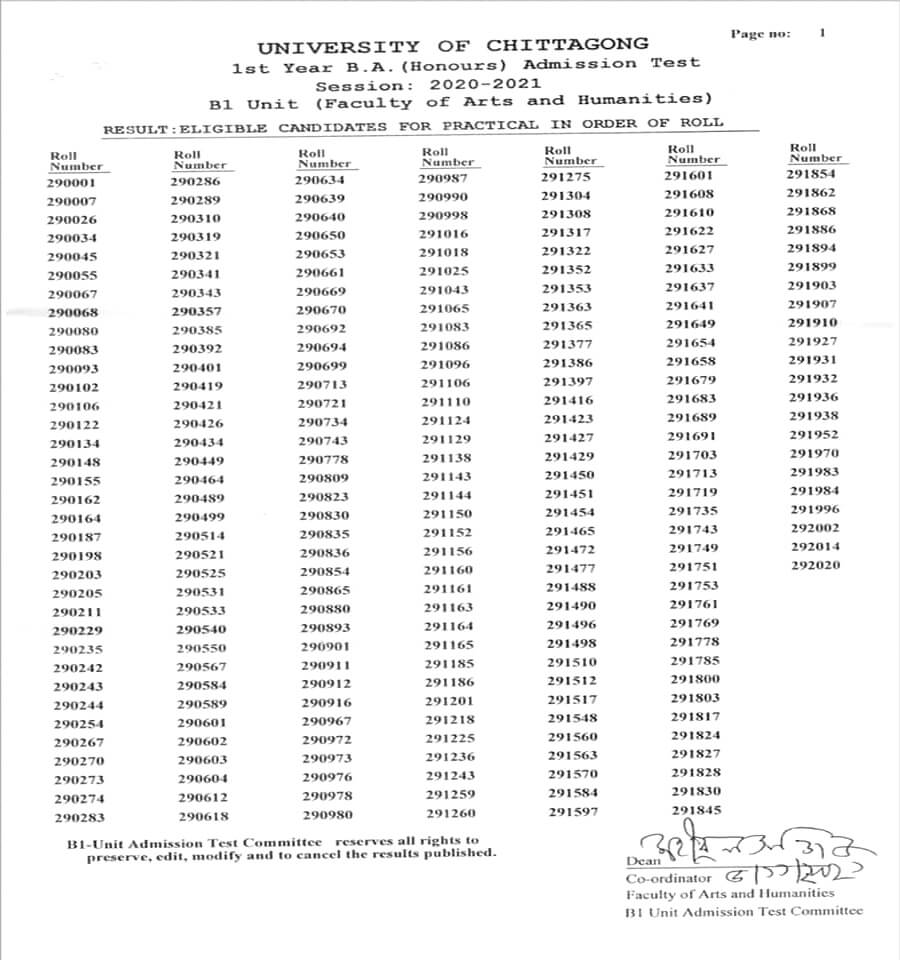 Page no: 1
UNIVERSITY OF CHITTAGONG
1st Year B.A.(Honours) Admission Test
Session: 2020-2021
B1 Unit (Faculty of Arts and Humanities)
RESULT:ELIGIBLE CANDIDATES FOR PRACTICAL IN ORDER OF ROLL
Roll Roll Roll Roll Roll Roll Roll
Number Number Number Number Number Number Number
290001 290286 290634 290987 291275 291601 291854
290007 290289 290639 290990 291304 291608 291862
290026 290310 290640 290998 291308 291610 291868
290034 290319 290650 291016 291317 291622 291886
290045 290321 290653 291018 291322 291627 291894
290055 290341 290661 291025 291352 291633 291899
290067 290343 290669 291043 291353 291637 291903
290068 290357 290670 291065 291363 291641 291907
290080 290385 290692 291083 291365 291649 291910
290083 290392 290694 291086 291377 291654 291927
290093 290401 290699 291096 291386 291658 291931
290102 290419 290713 291106 291397 291679 291932
290106 290421 290721 291110 291416 291683 291936
290122 290426 290734 291124 291423 291689 291938
290134 290434 290743 291129 291427 291691 291952
290148 290449 290778 291138 291429 291703 291970
290155 290464 290809 291143 291450 291713 291983
290162 290489 290823 291144 291451 291719 291984
290164 290499 290830 291150 291454 291735 291996
290187 290514 290835 291152 291465 291743 292002
290198 290521 290836 291156 291472 291749 292014
290203 290525 290854 291160 291477 291751 292020
290205 290531 290865 291161 291488 291753
290211 290533 290880 291163 291490 291761
290229 290540 290893 291164 291496 291769
290235 290550 290901 291165 291498 291778
290242 290567 290911 291185 291510 291785
290243 290584 290912 291186 291512 291800
290244 290589 290916 291201 291517 291803
290254 290601 290967 291218 291548 291817
290267 290602 290972 291225 291560 291824
290270 290603 290973 291236 291563 291827
290273 290604 290976 291243 291570 291828
290274 290612 290978 291259 291584 291830
290283 290618 290980 291260 291597 291845
B1-Unit Admission Test Committee reserves all rights to
preserve, edit, modify and to cancel the results published.
Dean
Co-ordinator
Faculty of Arts and Humanities
B1 Unit Admission Test Committee